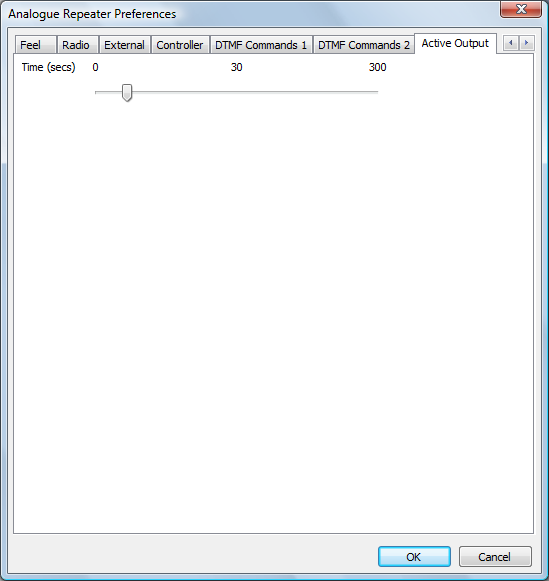 Analogue Repeater Preferences
Feel Radio External Controller DTMF Commands 1 DTMF Commands 2 Active Output
Time (secs) 0 30 300
OK Cancel